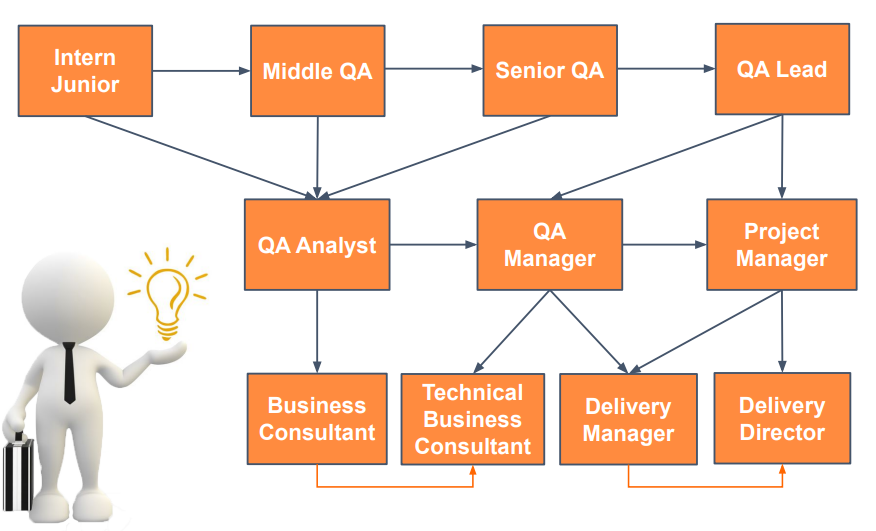 Intern
Junior
Middle QA
Senior QA
QA Lead
QA Analyst
QA
Manager
Project
Manager
Business
Consultant
Technical
Business
Consultant
Delivery
Manager
Delivery
Director